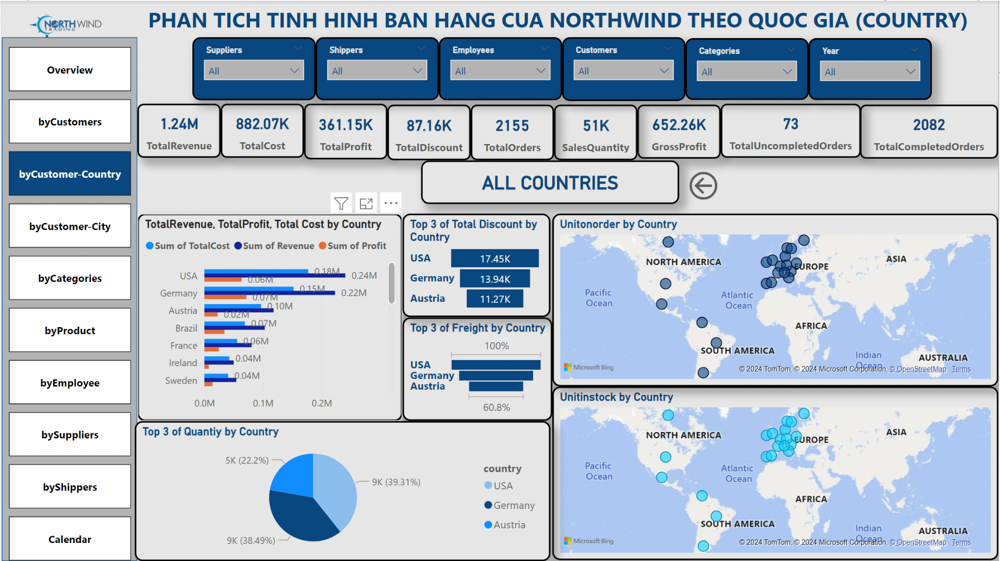 NORTHWIND
TRADING
PHAN TICH TINH HINH BAN HANG CUA NORTHWIND THEO QUOC GIA (COUNTRY)
Suppliers
All
Shippers
All
Employees
All
Customers
All
Categories
All
Year
All
Overview
byCustomers
byCustomer-Country
byCustomer-City
byCategories
byProduct
byEmployee
bySuppliers
byShippers
Calendar
1.24M
TotalRevenue
882.07K
TotalCost
361.15K
TotalProfit
87.16K
TotalDiscount
2155
TotalOrders
51K
SalesQuantity
652.26K
GrossProfit
73
TotalUncompletedOrders
2082
TotalCompletedOrders
ALL COUNTRIES
TotalRevenue, TotalProfit, Total Cost by Country
Sum of TotalCost Sum of Revenue Sum of Profit
USA 0.18M 0.24M 0.06M
Germany 0.15M 0.22M 0.07M
Austria 0.10M 0.02M
Brazil 0.07M
France 0.06M
Ireland 0.04M
Sweden 0.04M
0.0M 0.1M 0.2M
Top 3 of Total Discount by
Country
USA 17.45K
Germany 13.94K
Austria 11.27K
Top 3 of Freight by Country
100%
USA
Germany
Austria
60.8%
Top 3 of Quantiy by Country
5K (22.2%)
9K (39.31%)
9K (38.49%)
country
USA
Germany
Austria
Unitonorder by Country
NORTH AMERICA
EUROPE
ASIA
Pacific
Ocean
Atlantic
Ocean
AFRICA
SOUTH AMERICA
Indian
Ocean
AUSTRALIA
Microsoft Bing
© 2024 TomTom, © 2024 Microsoft Corporation, © OpenStreetMap Terms
Unitinstock by Country
NORTH AMERICA
EUROPE
ASIA
Pacific
Ocean
Atlantic
Ocean
AFRICA
SOUTH AMERICA
Indian
Ocean
AUSTRALIA
Microsoft Bing
© 2024 TomTom, © 2024 Microsoft Corporation, © OpenStreetMap Terms